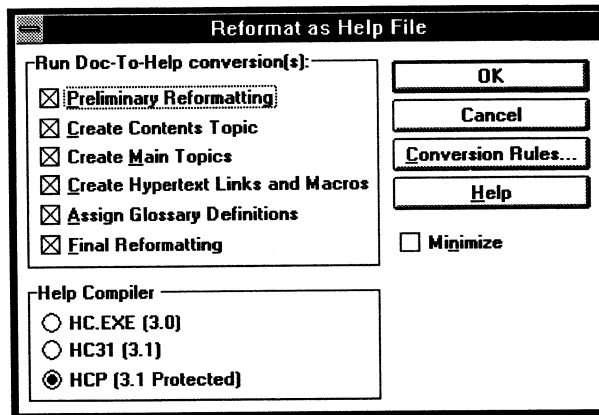 Reformat as Help File
Run Doc-To-Help conversion(s):
Preliminary Reformatting
Create Contents Topic
Create Main Topics
Create Hypertext Links and Macros
Assign Glossary Definitions
Final Reformatting
OK
Cancel
Conversion Rules...
Help
Minimize
Help Compiler
HC.EXE (3.0)
HC31 (3.1)
HCP (3.1 Protected)